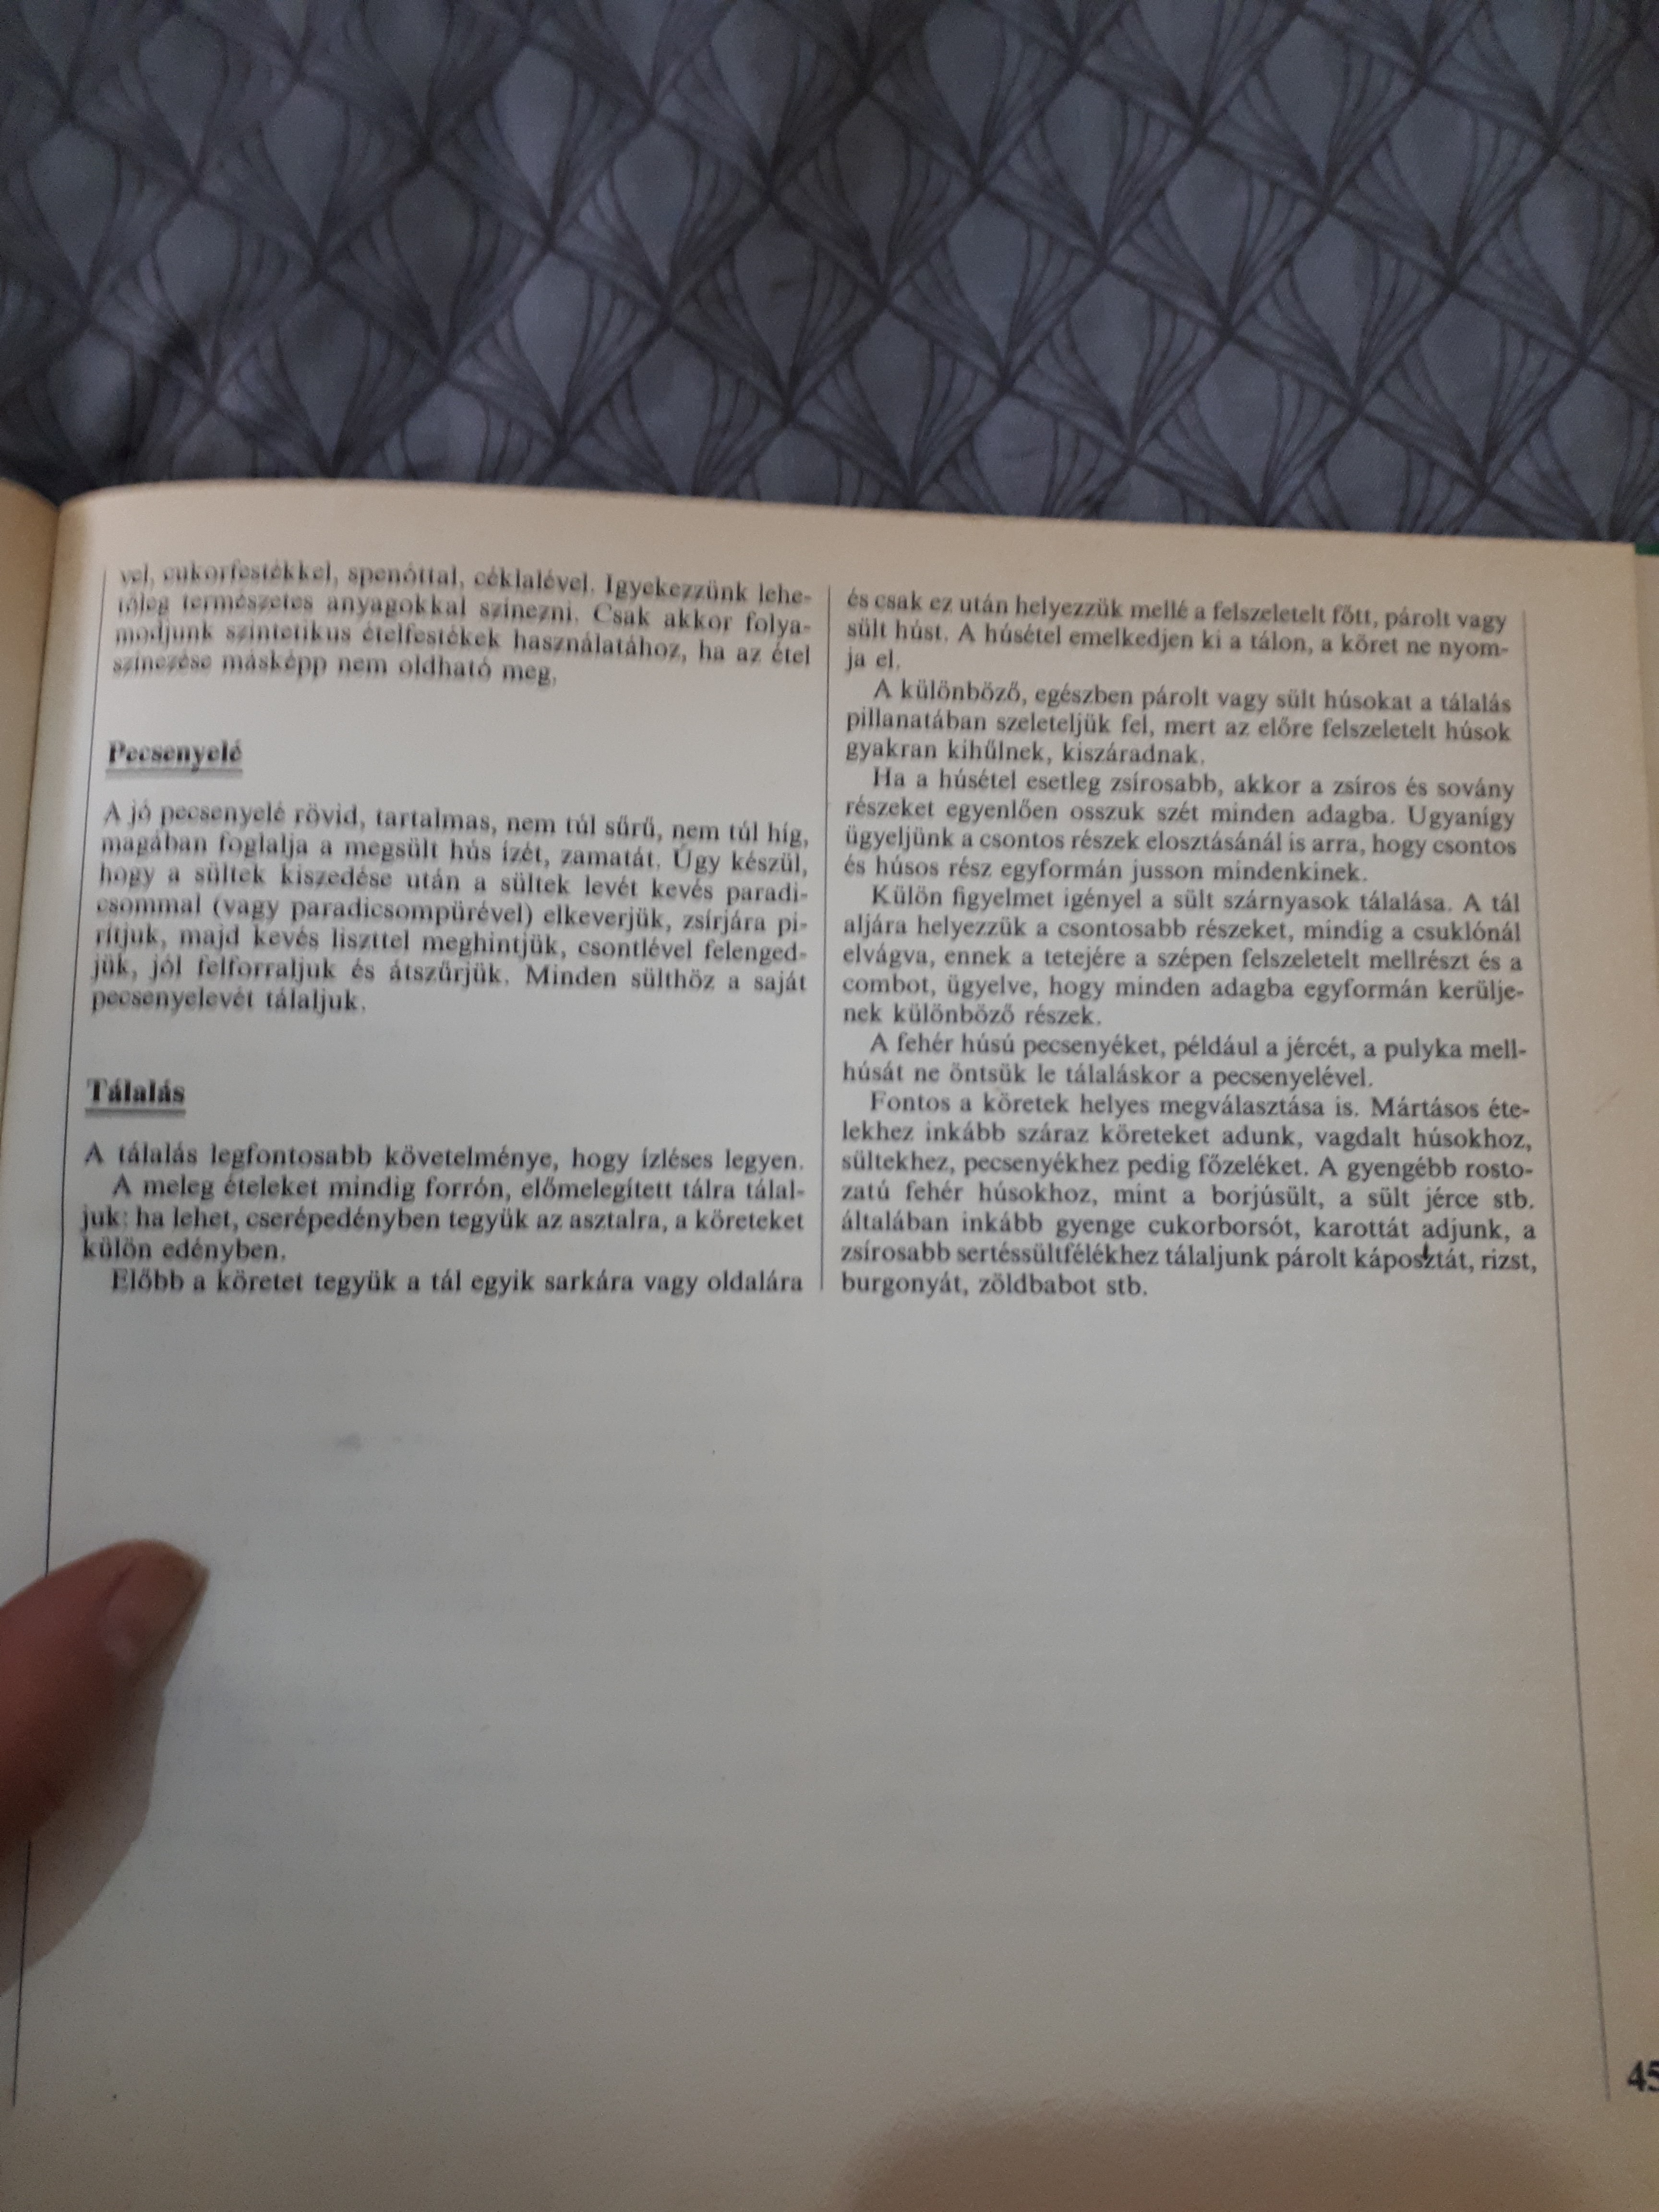 vel, cukorfestékkel, spenóttal, céklalével. Igyekezzünk lehe-
tőleg természetes anyagokkal színezni. Csak akkor folya-
modjunk szintetikus ételfestékek használatához, ha az étel
színezése másképp nem oldható meg.
Pecsenyelé
A jó pecsenyelé rövid, tartalmas, nem túl sűrű, nem túl híg,
magában foglalja a megsült hús ízét, zamatát. Úgy készül,
hogy a sültek kiszedése után a sültek levét kevés paradi-
csommal (vagy paradicsompürével) elkeverjük, zsírjára pi-
rítjuk, majd kevés liszttel meghintjük, csontlével felenged-
jük, jól felforraljuk és átszűrjük. Minden sülthöz a saját
pecsenyelevét tálaljuk.
Tálalás
A tálalás legfontosabb követelménye, hogy ízléses legyen.
A meleg ételeket mindig forrón, előmelegített tálra tálal-
juk: ha lehet, cserépedényben tegyük az asztalra, a köreteket
külön edényben.
Előbb a köretet tegyük a tál egyik sarkára vagy oldalára
és csak ez után helyezzük mellé a felszeletelt főtt, párolt vagy
sült húst. A húsétel emelkedjen ki a tálon, a köret ne nyom-
ja el.
A különböző, egészben párolt vagy sült húsokat a tálalás
pillanatában szeleteljük fel, mert az előre felszeletelt húsok
gyakran kihűlnek, kiszáradnak.
Ha a húsétel esetleg zsírosabb, akkor a zsíros és sovány
részeket egyenlően osszuk szét minden adagba. Ugyanígy
ügyeljünk a csontos részek elosztásánál is arra, hogy csontos
és húsos rész egyformán jusson mindenkinek.
Külön figyelmet igényel a sült szárnyasok tálalása. A tál
aljára helyezzük a csontosabb részeket, mindig a csuklónál
elvágva, ennek a tetejére a szépen felszeletelt mellrészt és a
combot, ügyelve, hogy minden adagba egyformán kerülje-
nek különböző részek.
A fehér húsú pecsenyéket, például a jércét, a pulyka mell-
húsát ne öntsük le tálaláskor a pecsenyelével.
Fontos a köretek helyes megválasztása is. Mártásos éte-
lekhez inkább száraz köreteket adunk, vagdalt húsokhoz,
sültekhez, pecsenyékhez pedig főzeléket. A gyengébb rosto-
zatú fehér húsokhoz, mint a borjúsült, a sült jérce stb.
általában inkább gyenge cukorborsót, karottát adjunk, a
zsírosabb sertéssültfélékhez tálaljunk párolt káposztát, rizst,
burgonyát, zöldbabot stb.
45